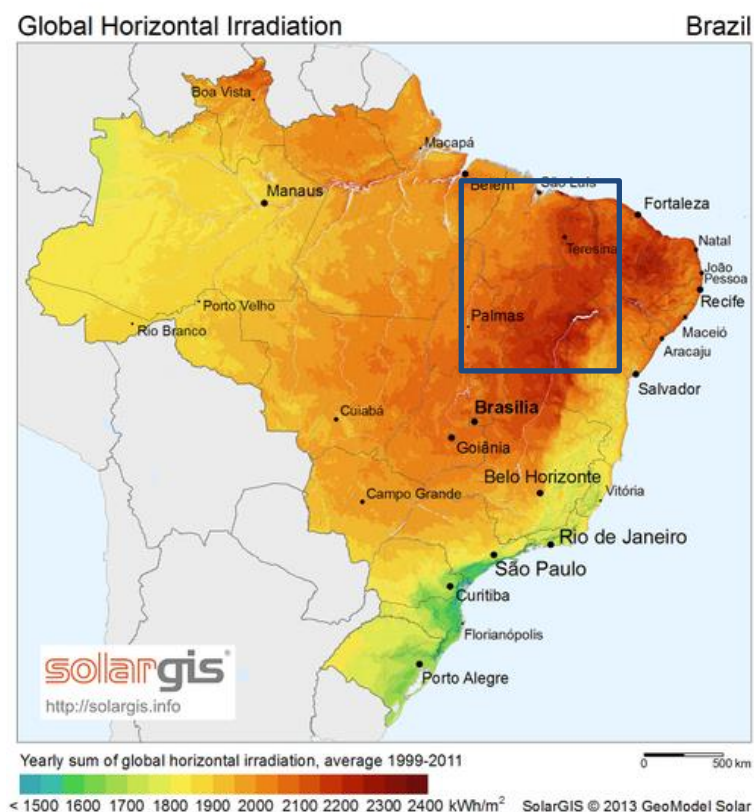 Global Horizontal Irradiation Brazil
Boa Vista
Macapá
Belém
São Luís
Manaus
Fortaleza
Teresina
Natal
João
Pessoa
Recife
Porto Velho
Palmas
Rio Branco
Maceió
Aracaju
Salvador
Cuiabá
Brasilia
Goiânia
Belo Horizonte
Campo Grande
Vitória
Rio de Janeiro
São Paulo
Curitiba
Florianópolis
Porto Alegre
solargis®
http://solargis.info
Yearly sum of global horizontal irradiation, average 1999-2011
0 500 km
< 1500 1600 1700 1800 1900 2000 2100 2200 2300 2400 kWh/m² SolarGIS © 2013 GeoModel Solar